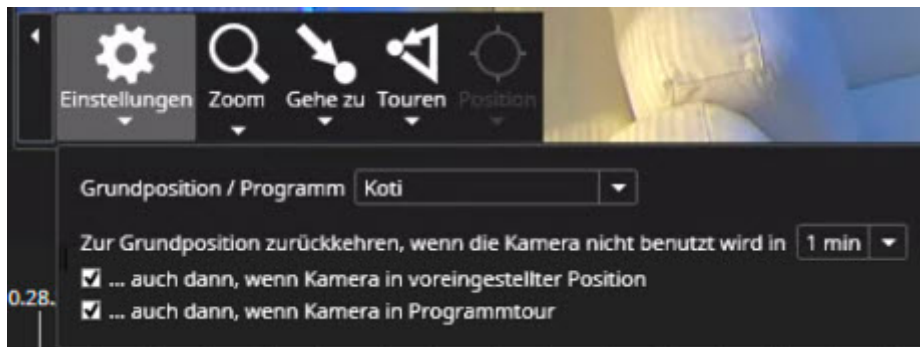 Einstellungen Zoom Gehe zu Touren Position
Grundposition / Programm Koti
Zur Grundposition zurückkehren, wenn die Kamera nicht benutzt wird in 1 min
... auch dann, wenn Kamera in voreingestellter Position
0.28.
... auch dann, wenn Kamera in Programmtour